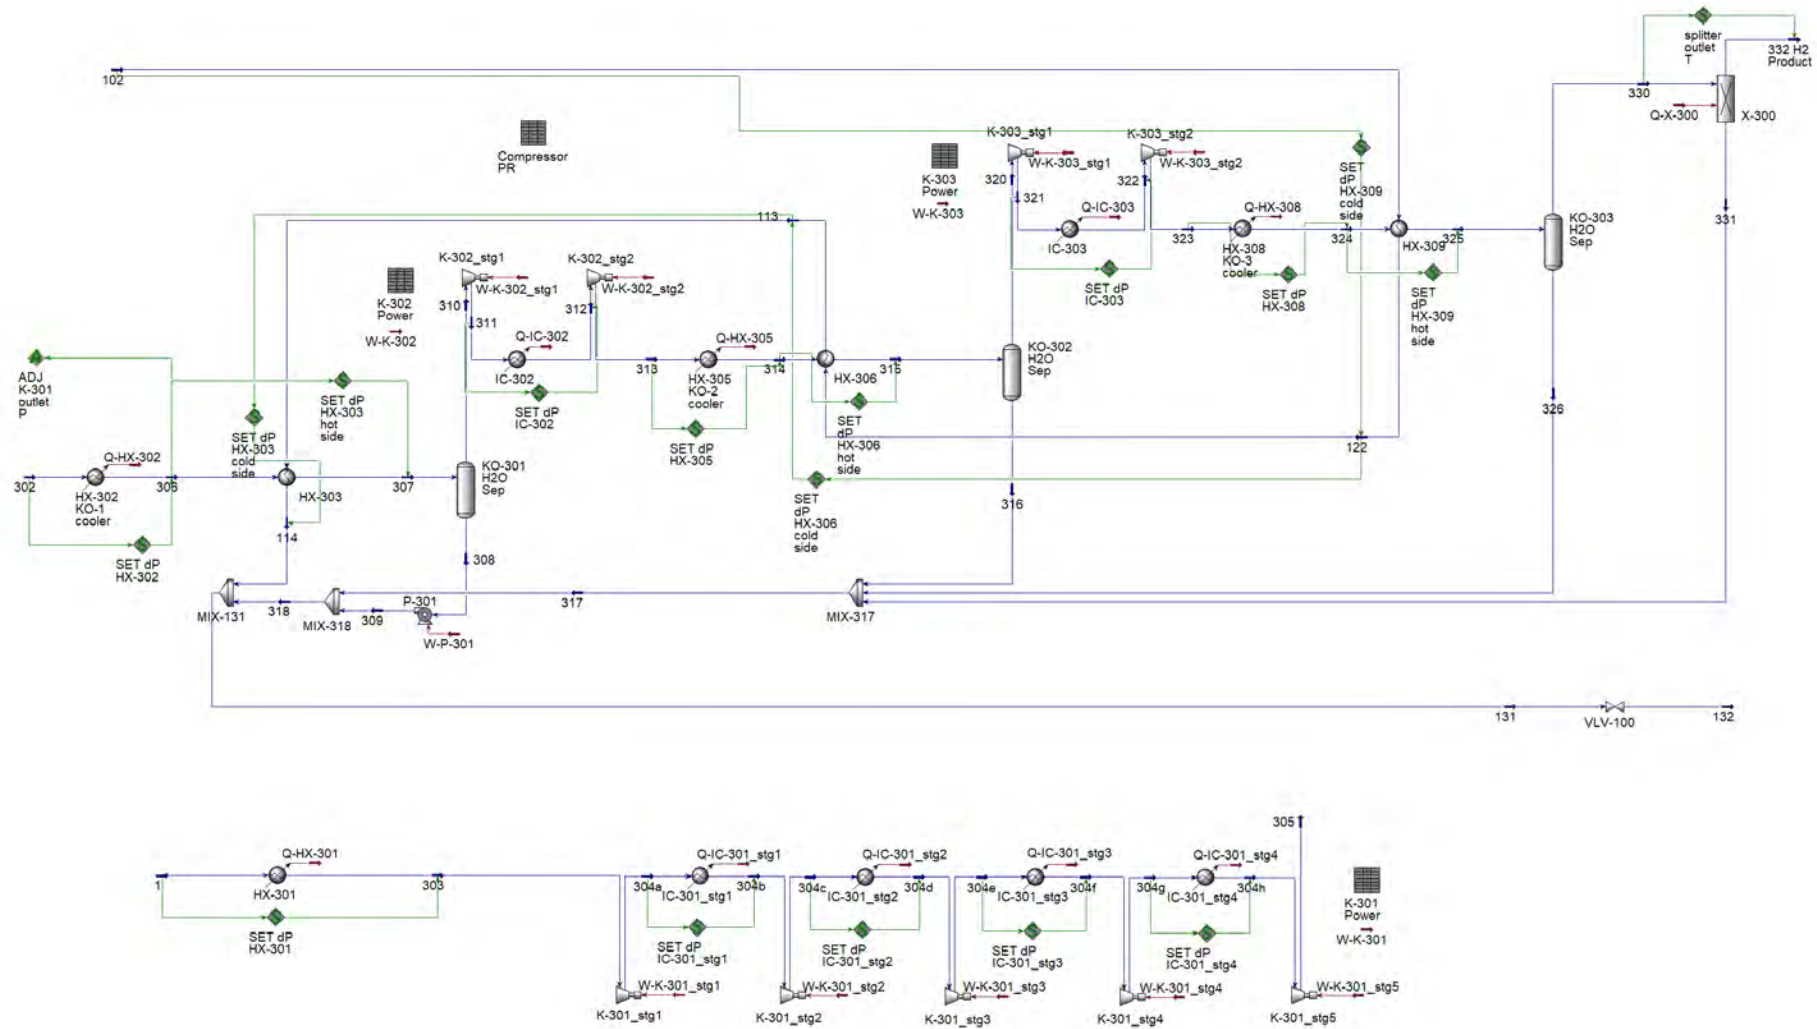 splitter
outlet
T
332 H2
Product
102
330
Q-X-300
X-300
Compressor
PR
K-303_stg1
K-303_stg2
W-K-303_stg1
W-K-303_stg2
K-303
Power
W-K-303
320
321
322
SET
dP
HX-309
cold
side
Q-IC-303
IC-303
323
Q-HX-308
HX-308
KO-3
cooler
324
HX-309
325
KO-303
H2O
Sep
331
113
SET dP
IC-303
SET dP
HX-308
SET
dP
HX-309
hot
side
K-302_stg1
K-302_stg2
W-K-302_stg1
W-K-302_stg2
K-302
Power
W-K-302
310
311
312
Q-IC-302
IC-302
313
Q-HX-305
HX-305
KO-2
cooler
314
HX-306
315
KO-302
H2O
Sep
ADJ
K-301
outlet
P
SET dP
HX-303
hot
side
SET dP
IC-302
SET dP
HX-305
SET
dP
HX-306
hot
side
326
122
SET dP
HX-303
cold
side
302
Q-HX-302
HX-302
KO-1
cooler
306
HX-303
307
KO-301
H2O
Sep
316
SET
dP
HX-306
cold
side
SET dP
HX-302
114
308
MIX-131
318
MIX-318
309
P-301
W-P-301
317
MIX-317
131
VLV-100
132
305
1
Q-HX-301
HX-301
303
SET dP
HX-301
304a
Q-IC-301_stg1
IC-301_stg1
304b
304c
Q-IC-301_stg2
IC-301_stg2
304d
304e
Q-IC-301_stg3
IC-301_stg3
304f
304g
Q-IC-301_stg4
IC-301_stg4
304h
K-301
Power
W-K-301
SET dP
IC-301_stg1
SET dP
IC-301_stg2
SET dP
IC-301_stg3
SET dP
IC-301_stg4
W-K-301_stg1
W-K-301_stg2
W-K-301_stg3
W-K-301_stg4
W-K-301_stg5
K-301_stg1
K-301_stg2
K-301_stg3
K-301_stg4
K-301_stg5